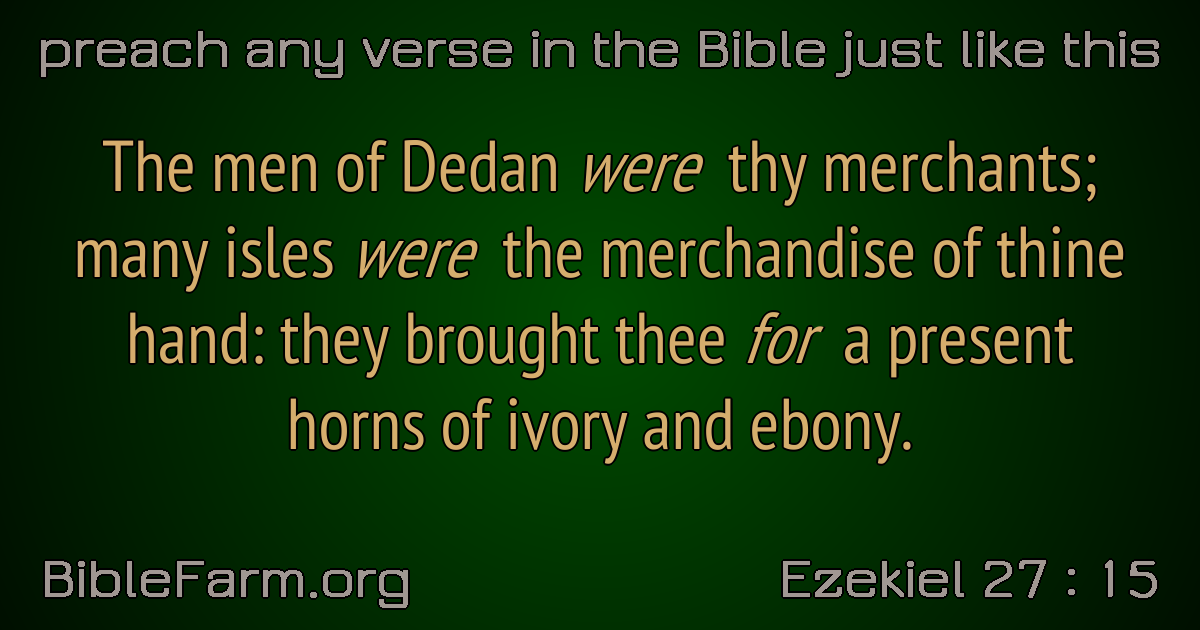 preach any verse in the Bible just like this
The men of Dedan were thy merchants;
many isles were the merchandise of thine
hand: they brought thee for a present
horns of ivory and ebony.
BibleFarm.org
Ezekiel 27 : 15